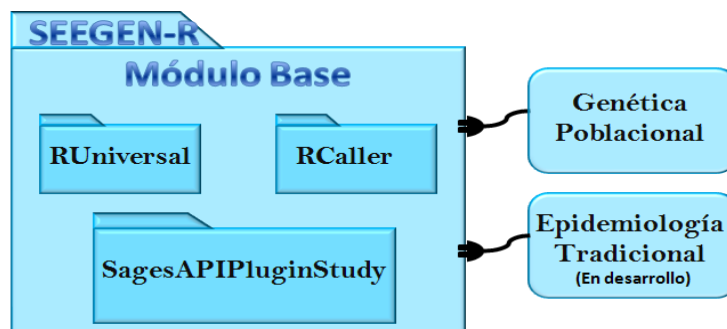 SEEGEN-R
Módulo Base
RUniversal
RCaller
SagesAPIPluginStudy
Genética
Poblacional
Epidemiología
Tradicional
(En desarrollo)